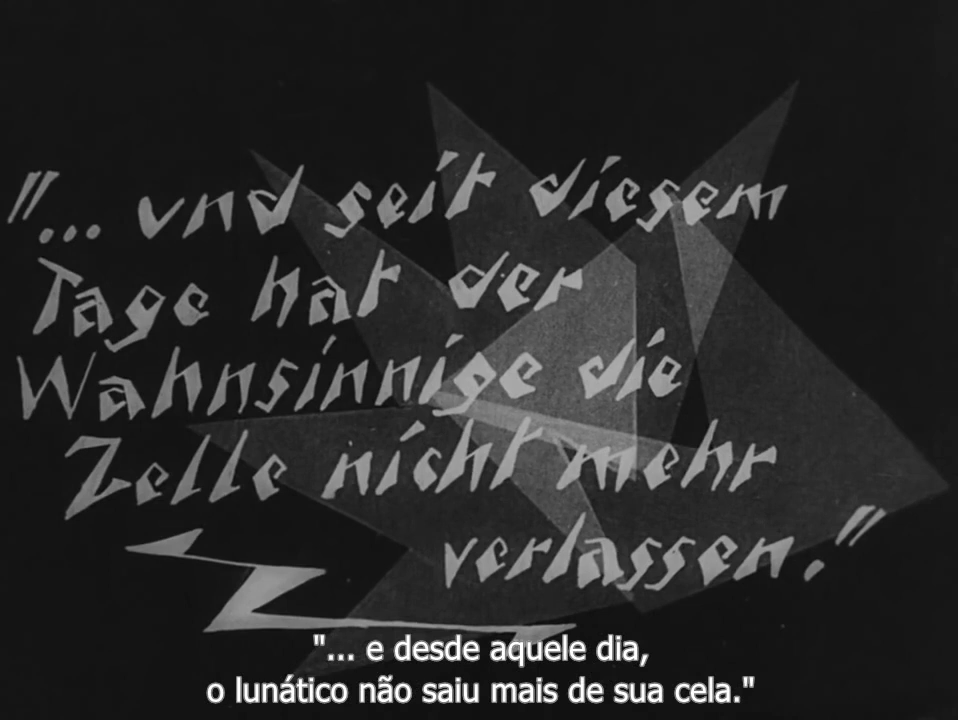 "... und seit diesem
Tage hat der
Wahnsinnige die
Zelle nicht mehr
verlassen."
"... e desde aquele dia,
o lunático não saiu mais de sua cela."